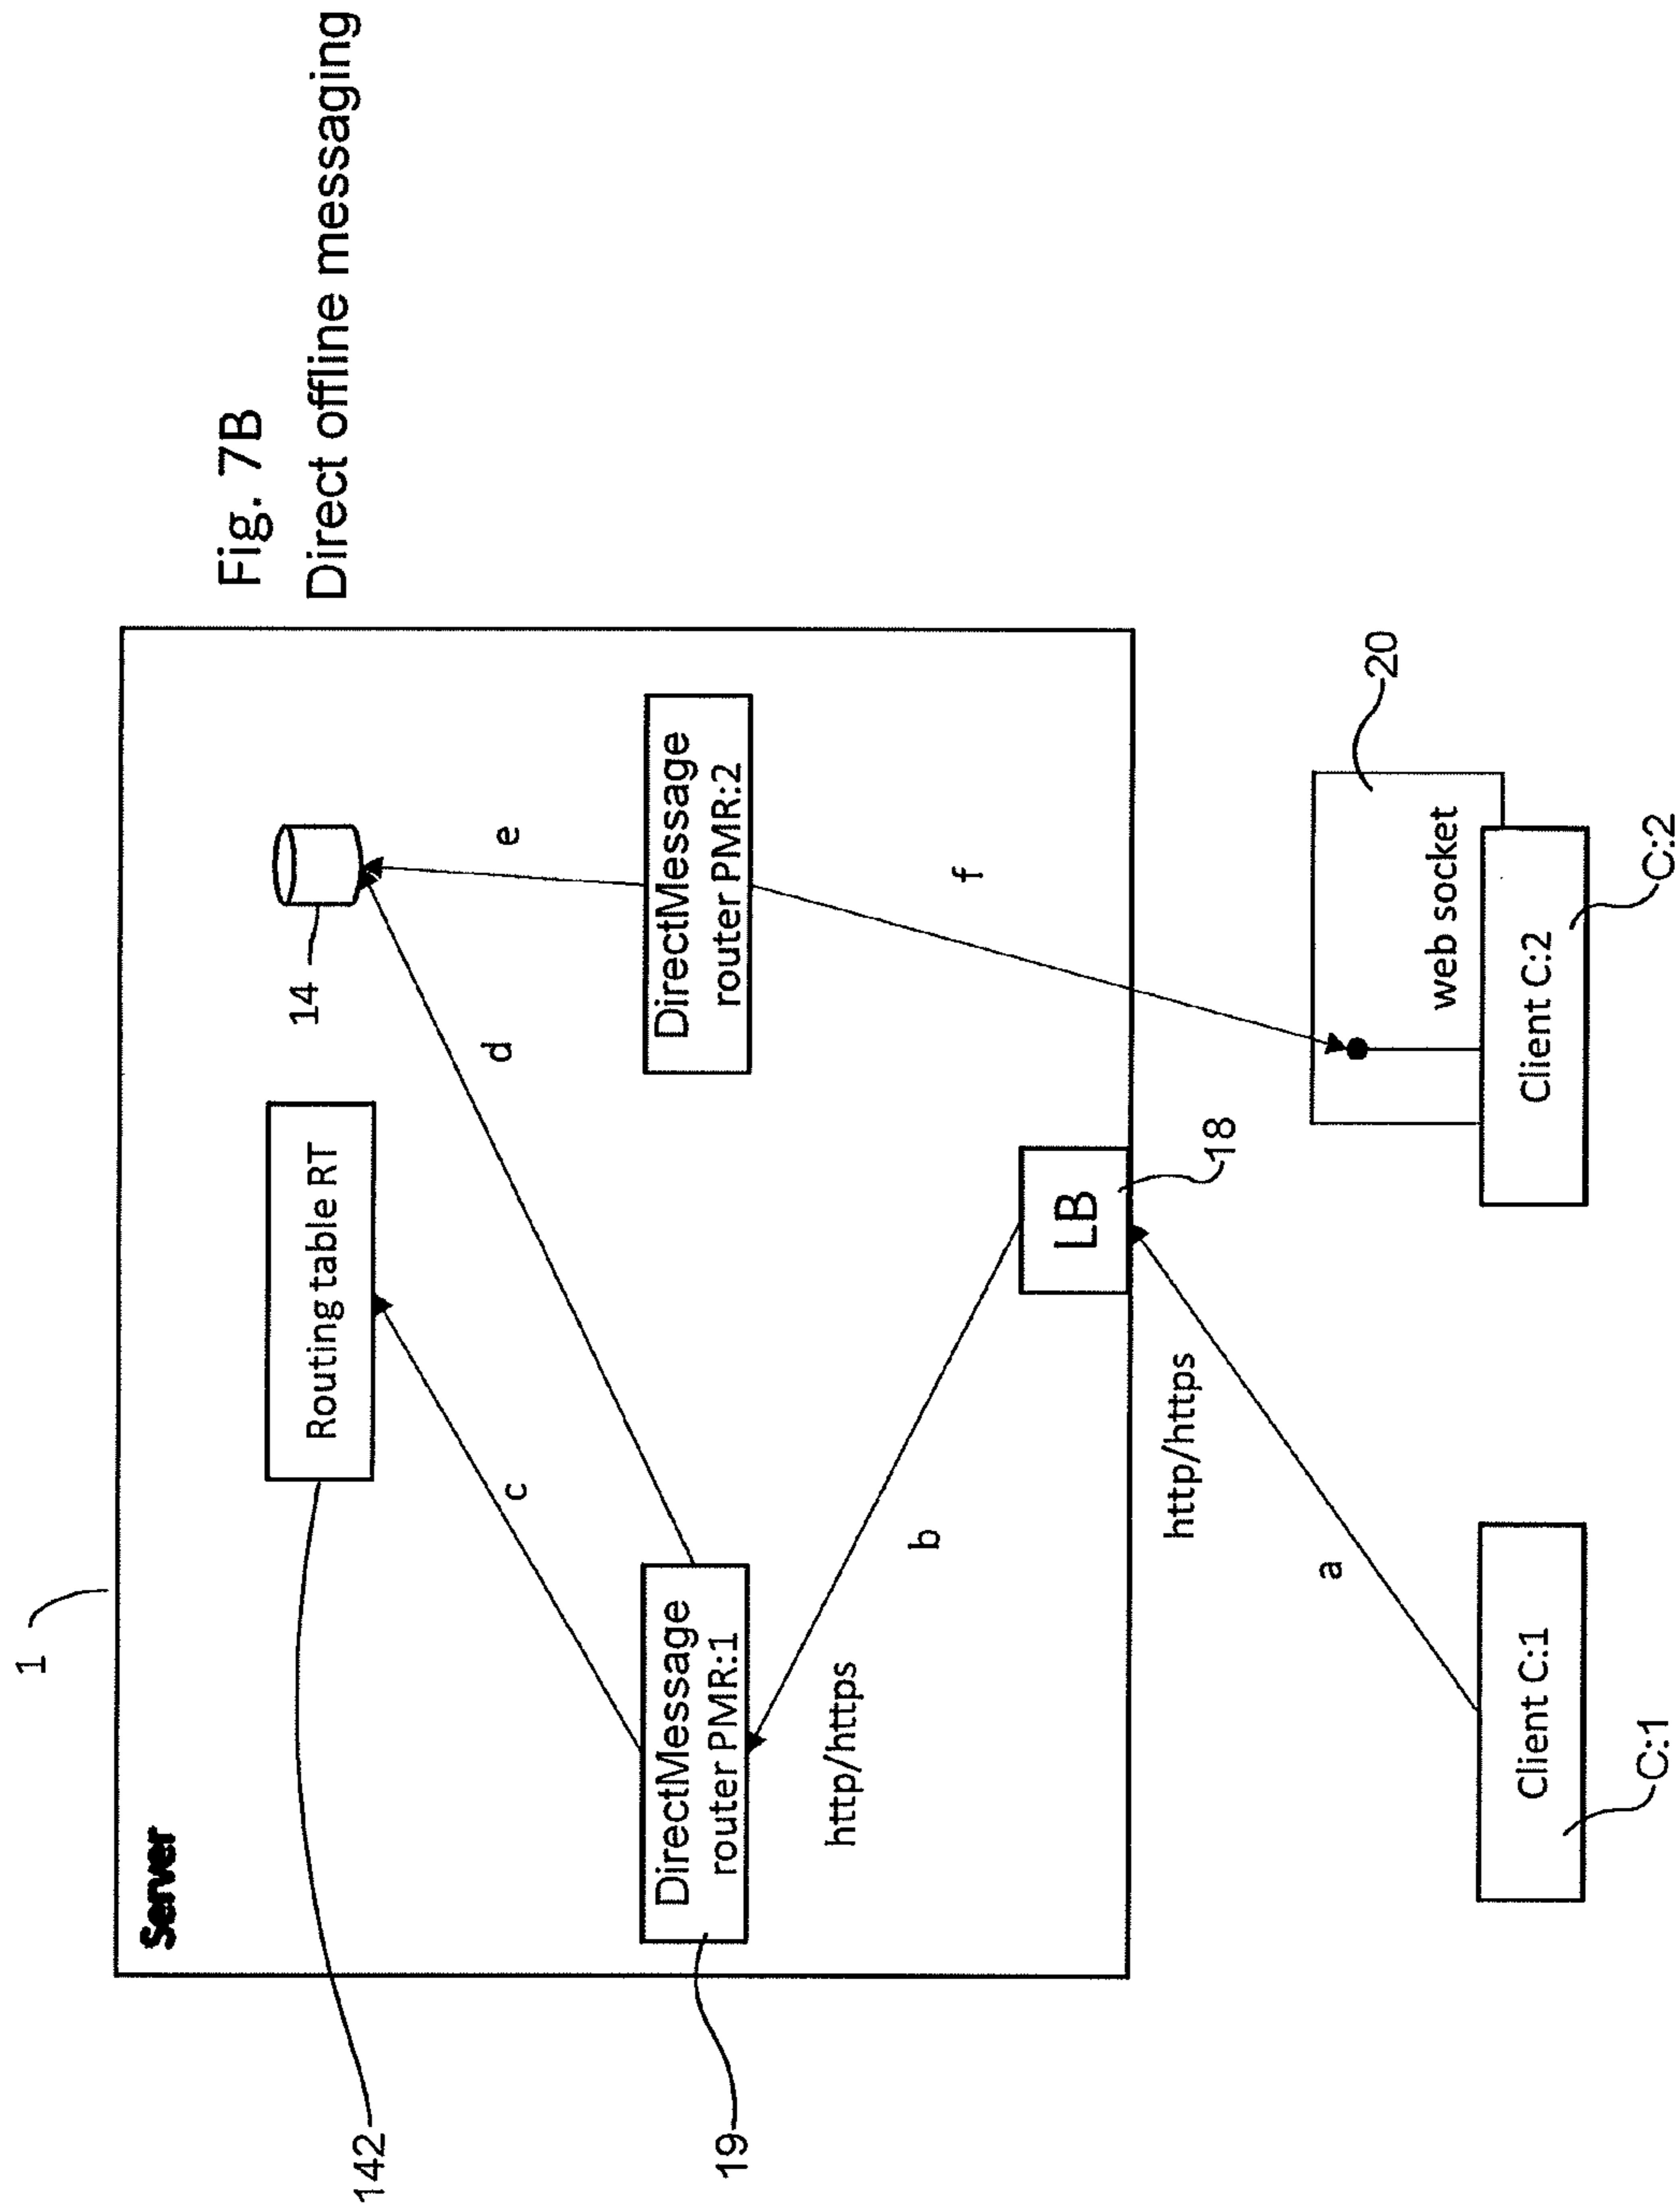 Fig. 7B
Direct offline messaging
1
Server
142
Routing table RT
14
c
d
e
19
DirectMessage
router PMR:1
DirectMessage
router PMR:2
http/https
b
f
LB
18
http/https
a
20
web socket
Client C:1
C:1
Client C:2
C:2